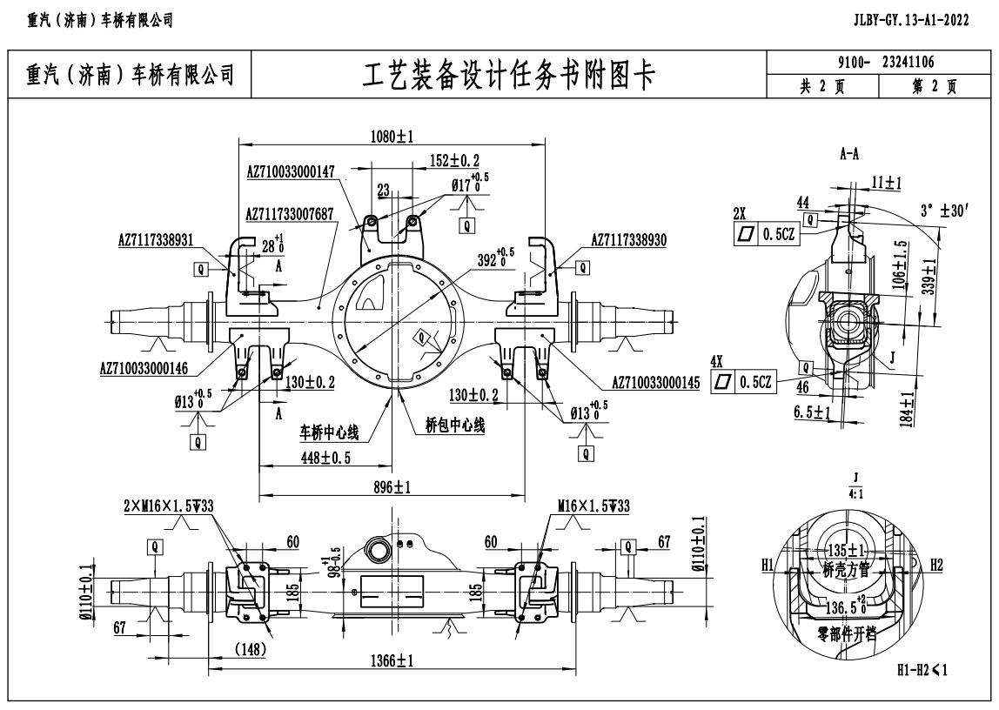 重汽(济南)车桥有限公司
JLBY-GY.13-A1-2022
重汽(济南)车桥有限公司
工艺装备设计任务书附图卡
9100- 23241106
共 2 页
第 2 页
1080±1
152±0.2
AZ710033000147
23
Ø17+0.5 0
Q
AZ711733007687
AZ7117338931
28+1 0
A
Q
392+0.5 0
AZ7117338930
Q
Q
AZ710033000146
130±0.2
Ø13+0.5 0
A
Q
车桥中心线
桥包中心线
130±0.2
AZ710033000145
Ø13+0.5 0
Q
448±0.5
896±1
A-A
11±1
44
3°±30′
2X
Q
0.5CZ
106±1.5
339±1
4X
Q
0.5CZ
J
46
6.5±1
184±1
2×M16×1.5↧33
M16×1.5↧33
Q
60
98+1 -0.5
60
Q
67
Ø110±0.1
Ø110±0.1
185
185
67
(148)
1366±1
J
4:1
135±1
H1
桥壳方管
H2
136.5+2 0
零部件开档
H1-H2≤1